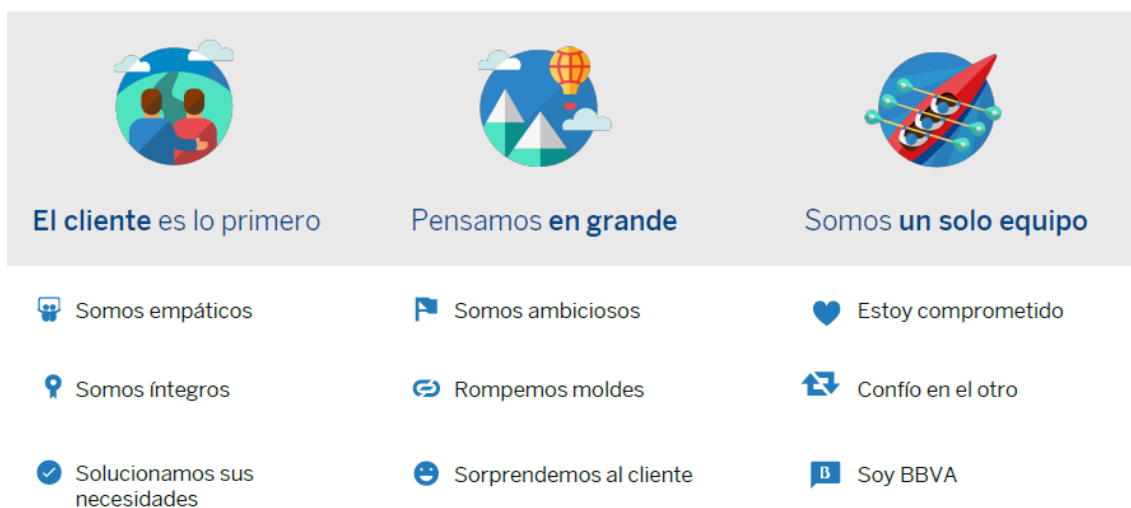 El cliente es lo primero
Pensamos en grande
Somos un solo equipo
Somos empáticos
Somos ambiciosos
Estoy comprometido
Somos íntegros
Rompemos moldes
Confío en el otro
Solucionamos sus
necesidades
Sorprendemos al cliente
B
Soy BBVA